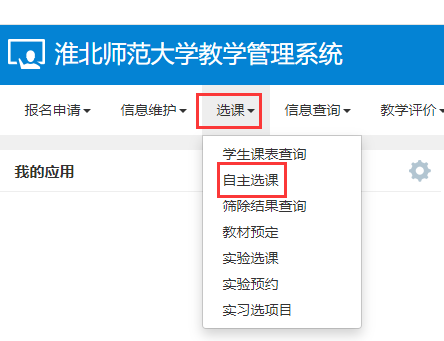 淮北师范大学教学管理系统
报名申请 信息维护 选课 信息查询 教学评价
学生课表查询
我的应用
自主选课
筛除结果查询
教材预定
实验选课
实验预约
实习选项目